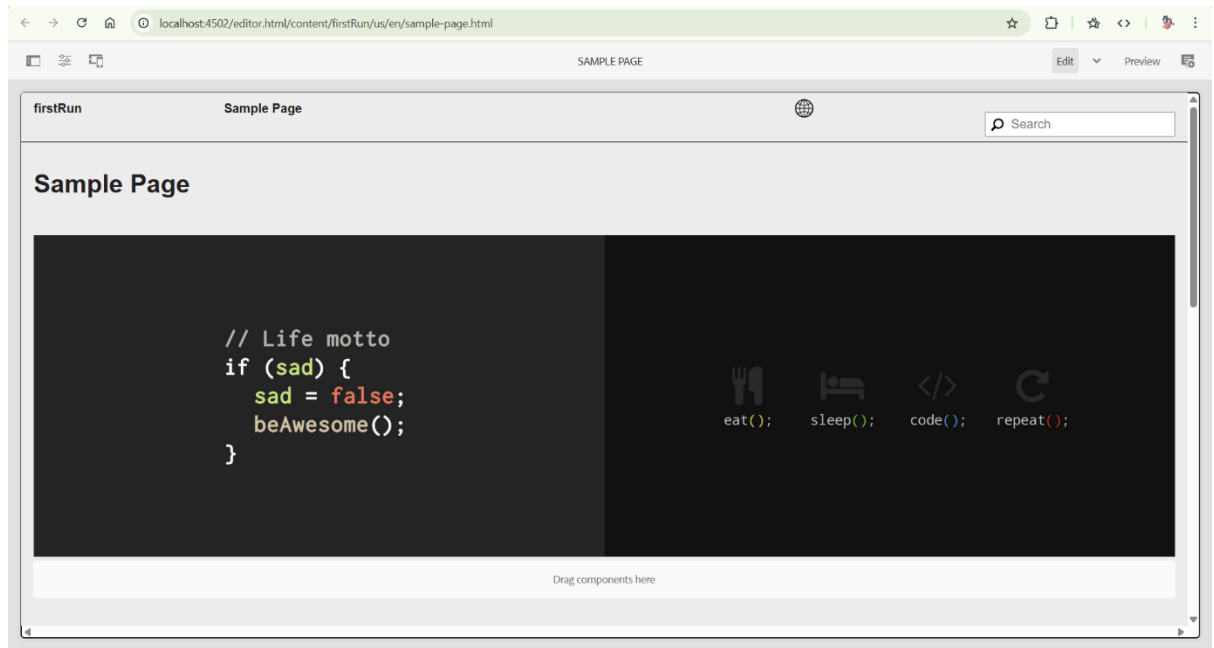 localhost:4502/editor.html/content/firstRun/us/en/sample-page.html
SAMPLE PAGE
Edit
Preview
firstRun
Sample Page
Search
Sample Page
// Life motto
if (sad) {
sad = false;
beAwesome();
}
</>
eat(); sleep(); code(); repeat();
Drag components here